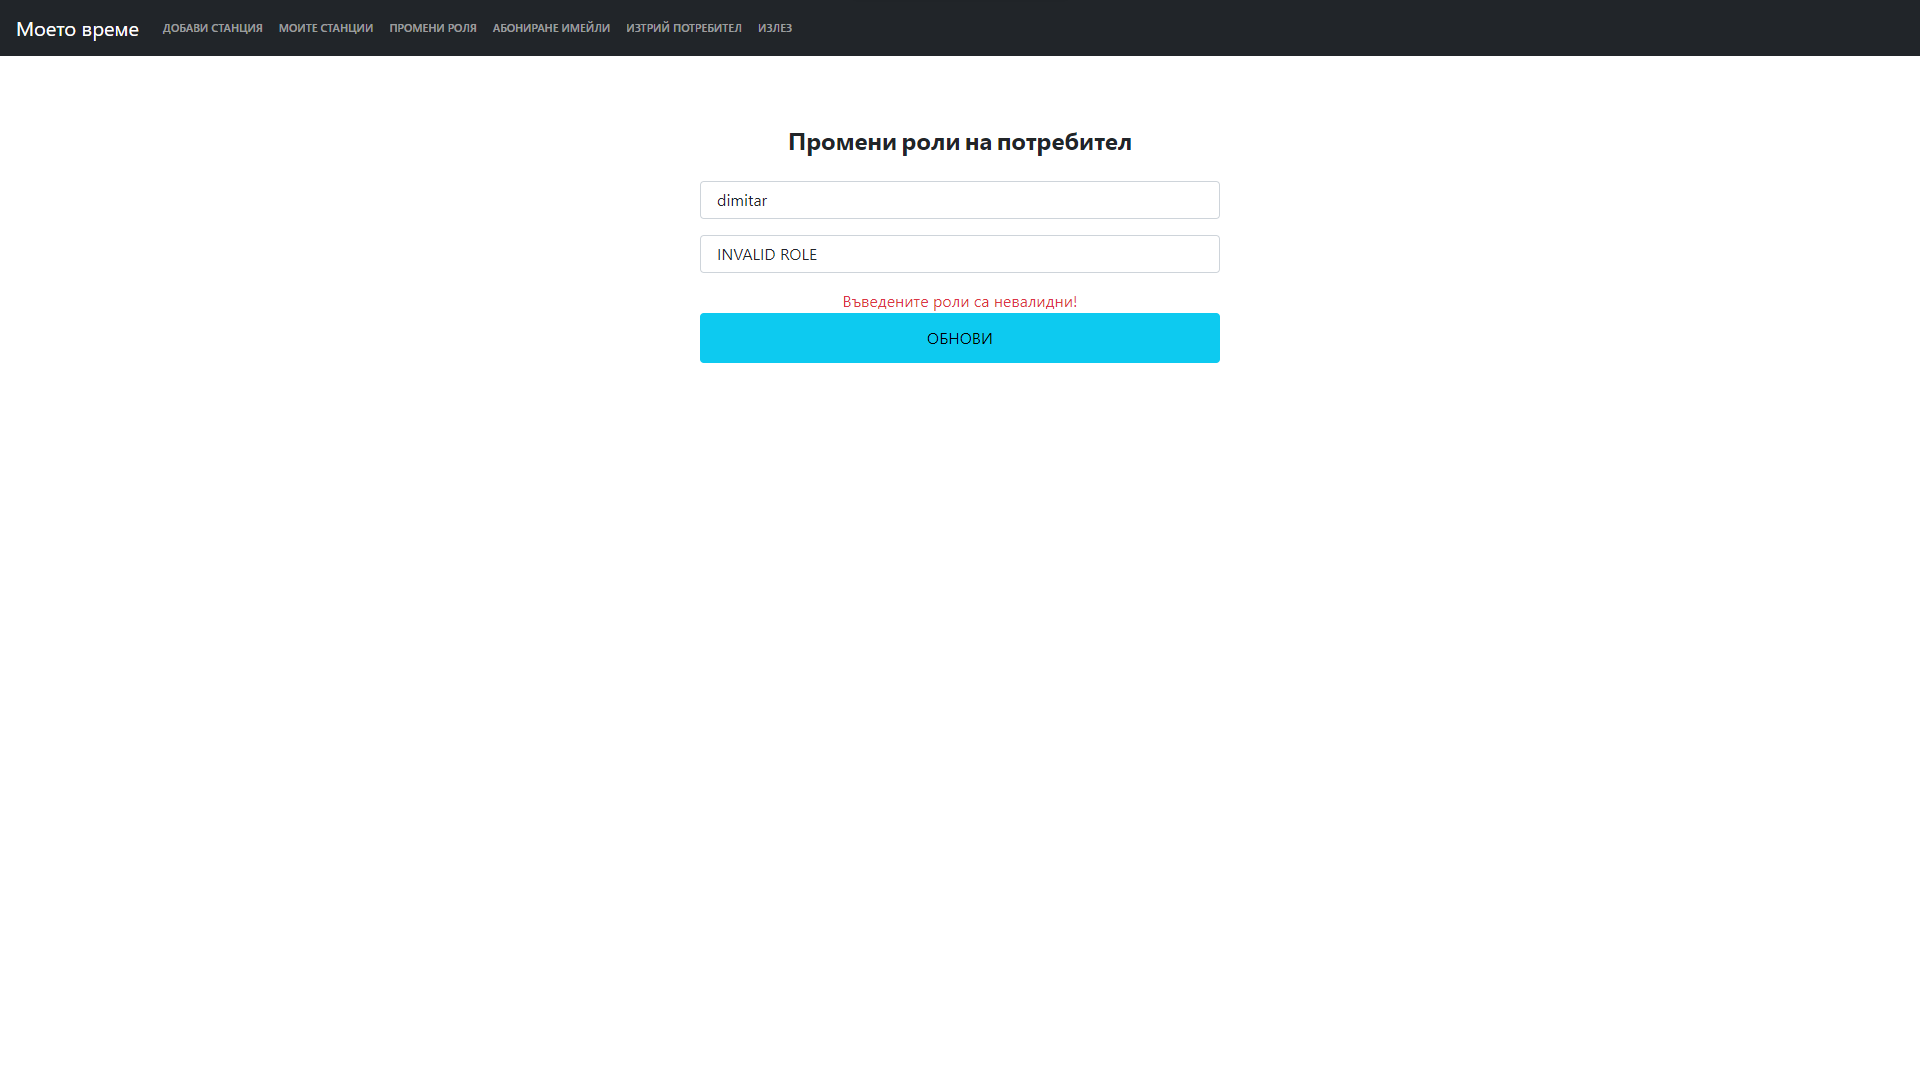 Моето време ДОБАВИ СТАНЦИЯ МОИТЕ СТАНЦИИ ПРОМЕНИ РОЛЯ АБОНИРАНЕ ИМЕЙЛИ ИЗТРИЙ ПОТРЕБИТЕЛ ИЗЛЕЗ
Промени роли на потребител
dimitar
INVALID ROLE
Въведените роли са невалидни!
ОБНОВИ